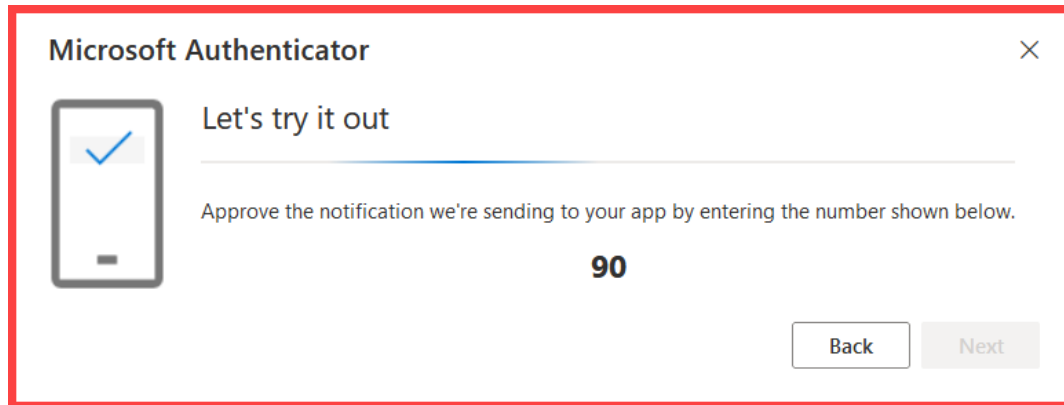 Microsoft Authenticator
Let's try it out
Approve the notification we're sending to your app by entering the number shown below.
90
Back Next